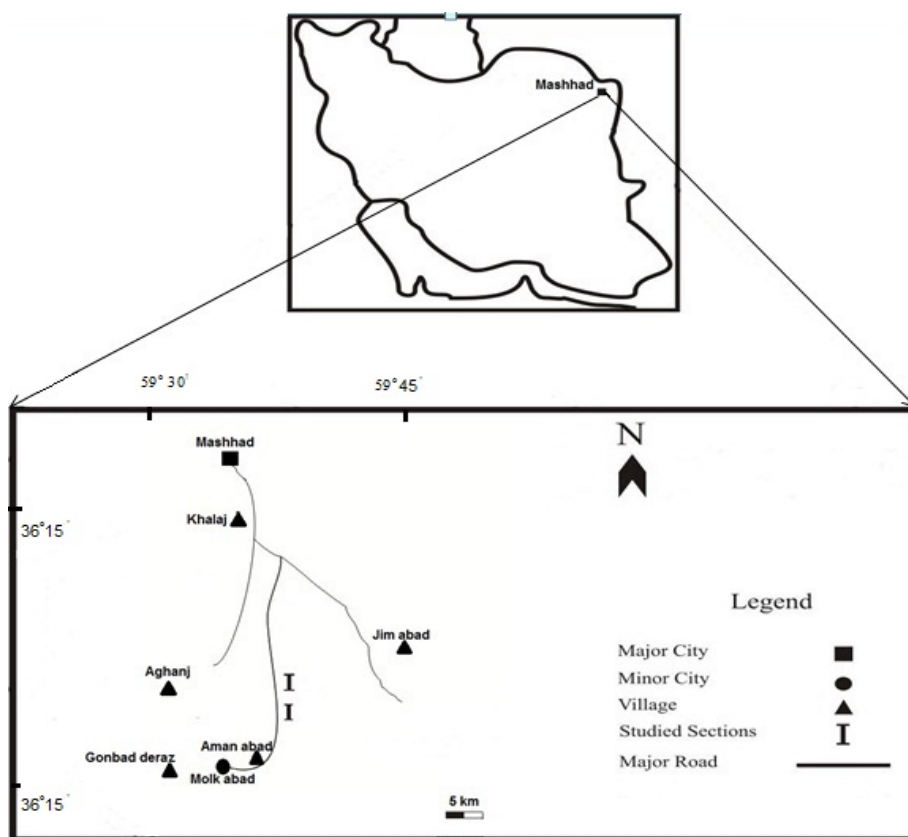 Mashhad
59° 30′
59° 45′
Mashhad
N
Khalaj
36°15′
Legend
Jim abad
Major City
Aghanj
Minor City
Village
Studied Sections
I
I
I
Aman abad
Gonbad deraz
Major Road
Molk abad
5 km
36°15′